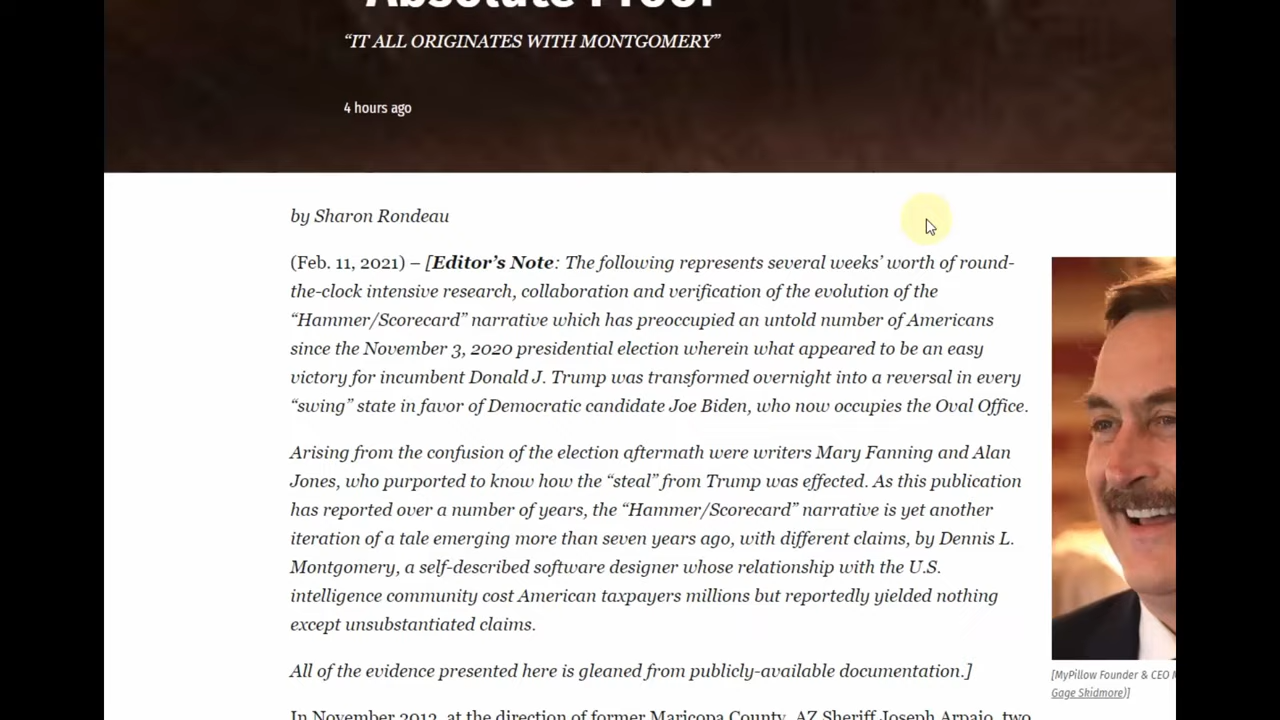 "Absolute Proof"
"IT ALL ORIGINATES WITH MONTGOMERY"
4 hours ago
by Sharon Rondeau
(Feb. 11, 2021) – [Editor's Note: The following represents several weeks' worth of round-
the-clock intensive research, collaboration and verification of the evolution of the
"Hammer/Scorecard" narrative which has preoccupied an untold number of Americans
since the November 3, 2020 presidential election wherein what appeared to be an easy
victory for incumbent Donald J. Trump was transformed overnight into a reversal in every
"swing" state in favor of Democratic candidate Joe Biden, who now occupies the Oval Office.
Arising from the confusion of the election aftermath were writers Mary Fanning and Alan
Jones, who purported to know how the "steal" from Trump was effected. As this publication
has reported over a number of years, the "Hammer/Scorecard" narrative is yet another
iteration of a tale emerging more than seven years ago, with different claims, by Dennis L.
Montgomery, a self-described software designer whose relationship with the U.S.
intelligence community cost American taxpayers millions but reportedly yielded nothing
except unsubstantiated claims.
All of the evidence presented here is gleaned from publicly-available documentation.]
[MyPillow Founder & CEO
Gage Skidmore)]
In November 2013, at the direction of former Maricopa County, AZ Sheriff Joseph Arpaio, two